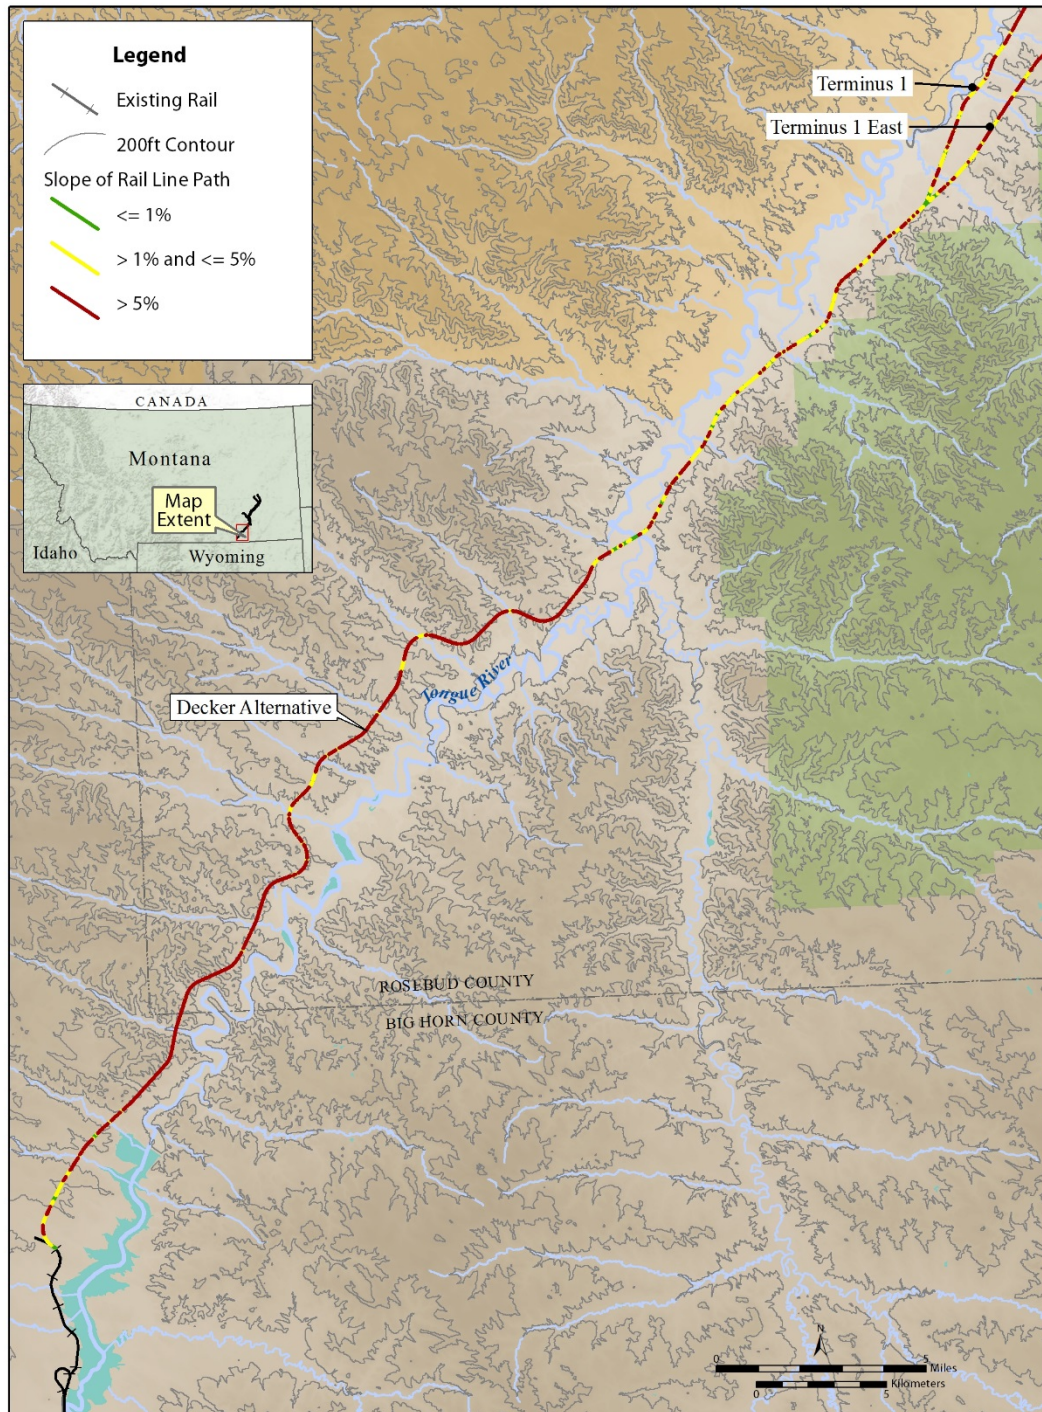 Legend
Existing Rail
200ft Contour
Slope of Rail Line Path
<= 1%
> 1% and <= 5%
> 5%
CANADA
Montana
Map
Extent
Idaho
Wyoming
Terminus 1
Terminus 1 East
Tongue River
Decker Alternative
ROSEBUD COUNTY
BIG HORN COUNTY
N
0 5
Miles
Kilometers
0 5